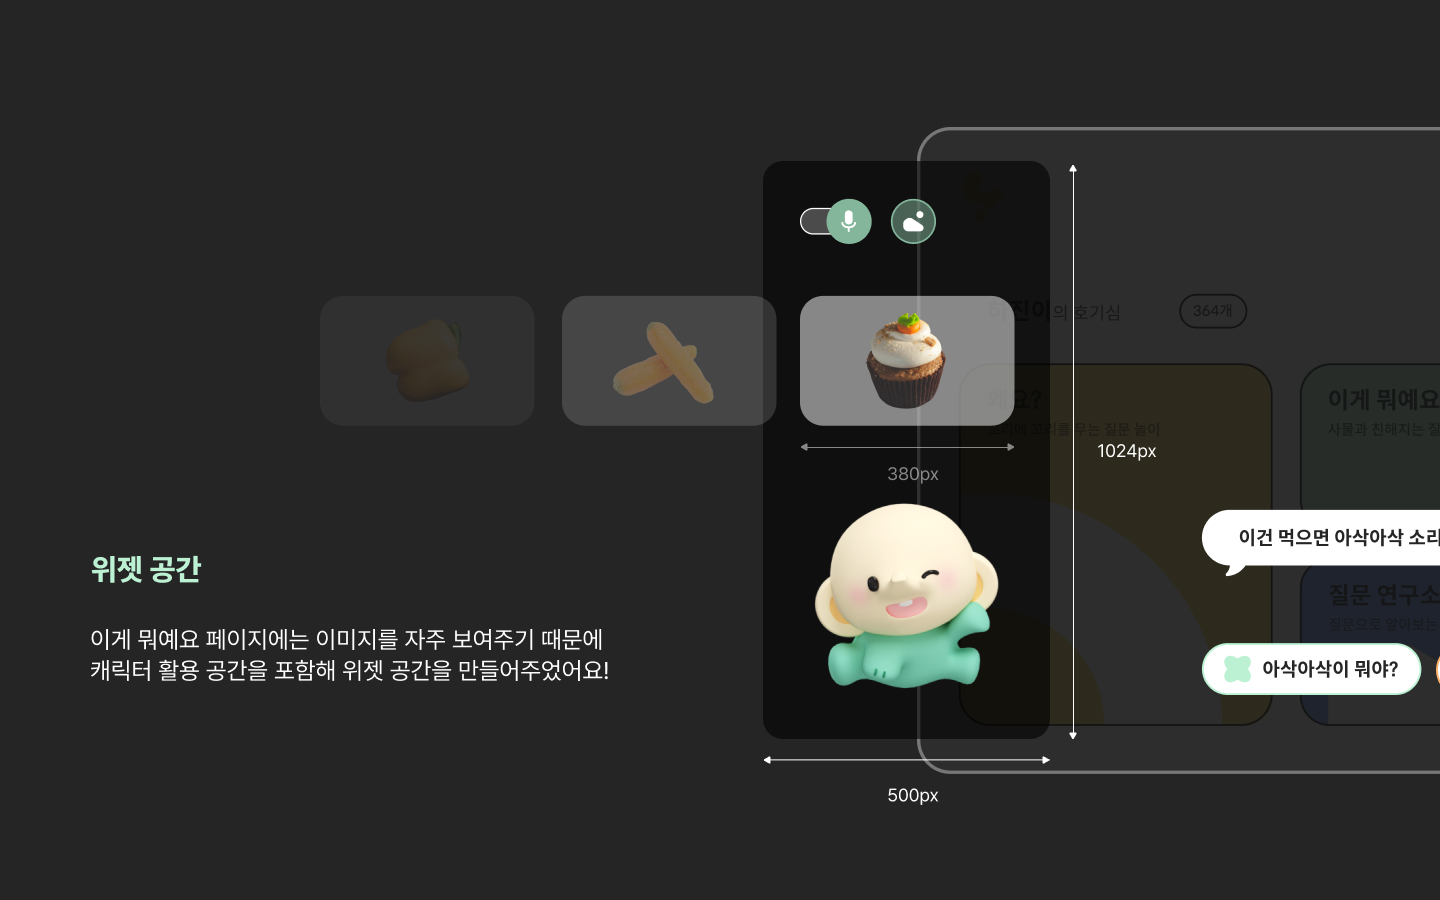 하진이의 호기심
364개
왜요?
꼬리에 꼬리를 무는 질문 놀이
이게 뭐예요
사물과 친해지는 질
380px
1024px
이건 먹으면 아삭아삭 소리
위젯 공간
질문 연구소
질문으로 알아보는
이게 뭐예요 페이지에는 이미지를 자주 보여주기 때문에
캐릭터 활용 공간을 포함해 위젯 공간을 만들어주었어요!
아삭아삭이 뭐야?
500px